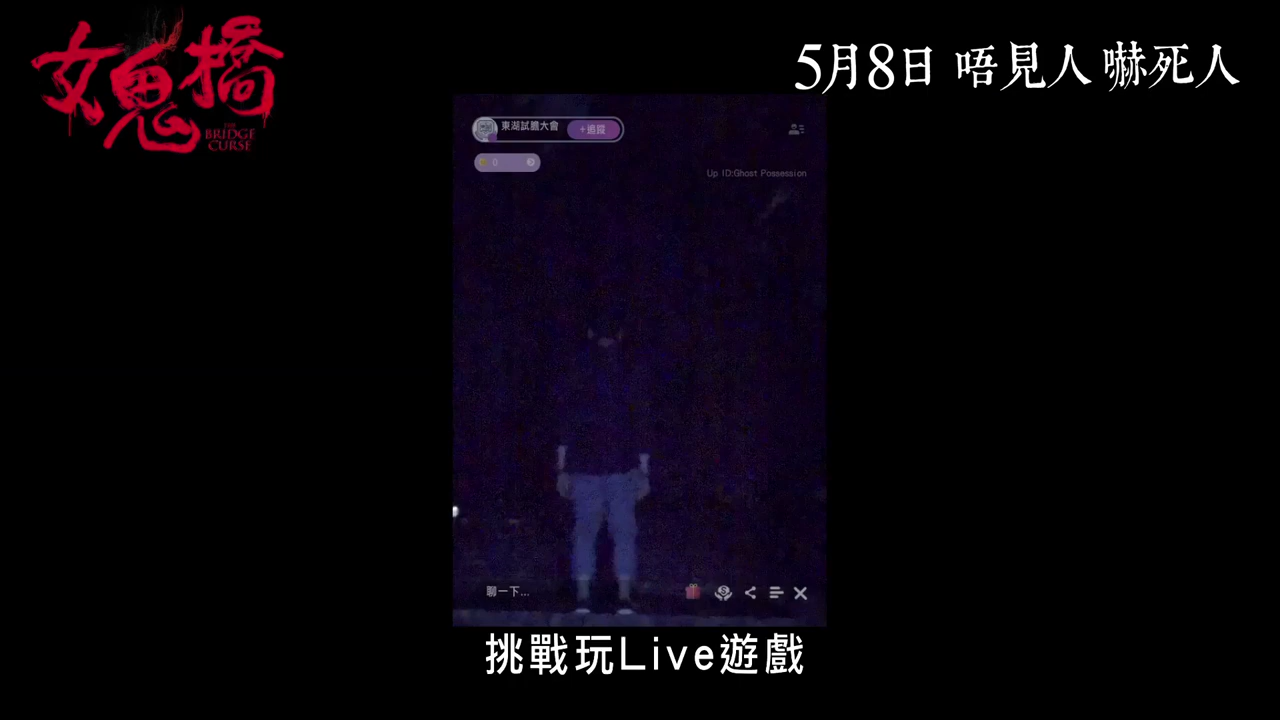 女鬼橋
THE
BRIDGE
CURSE
5月8日 唔見人 嚇死人
東湖試膽大會
+追蹤
0
Up ID:Ghost Possession
聊一下...
挑戰玩Live遊戲